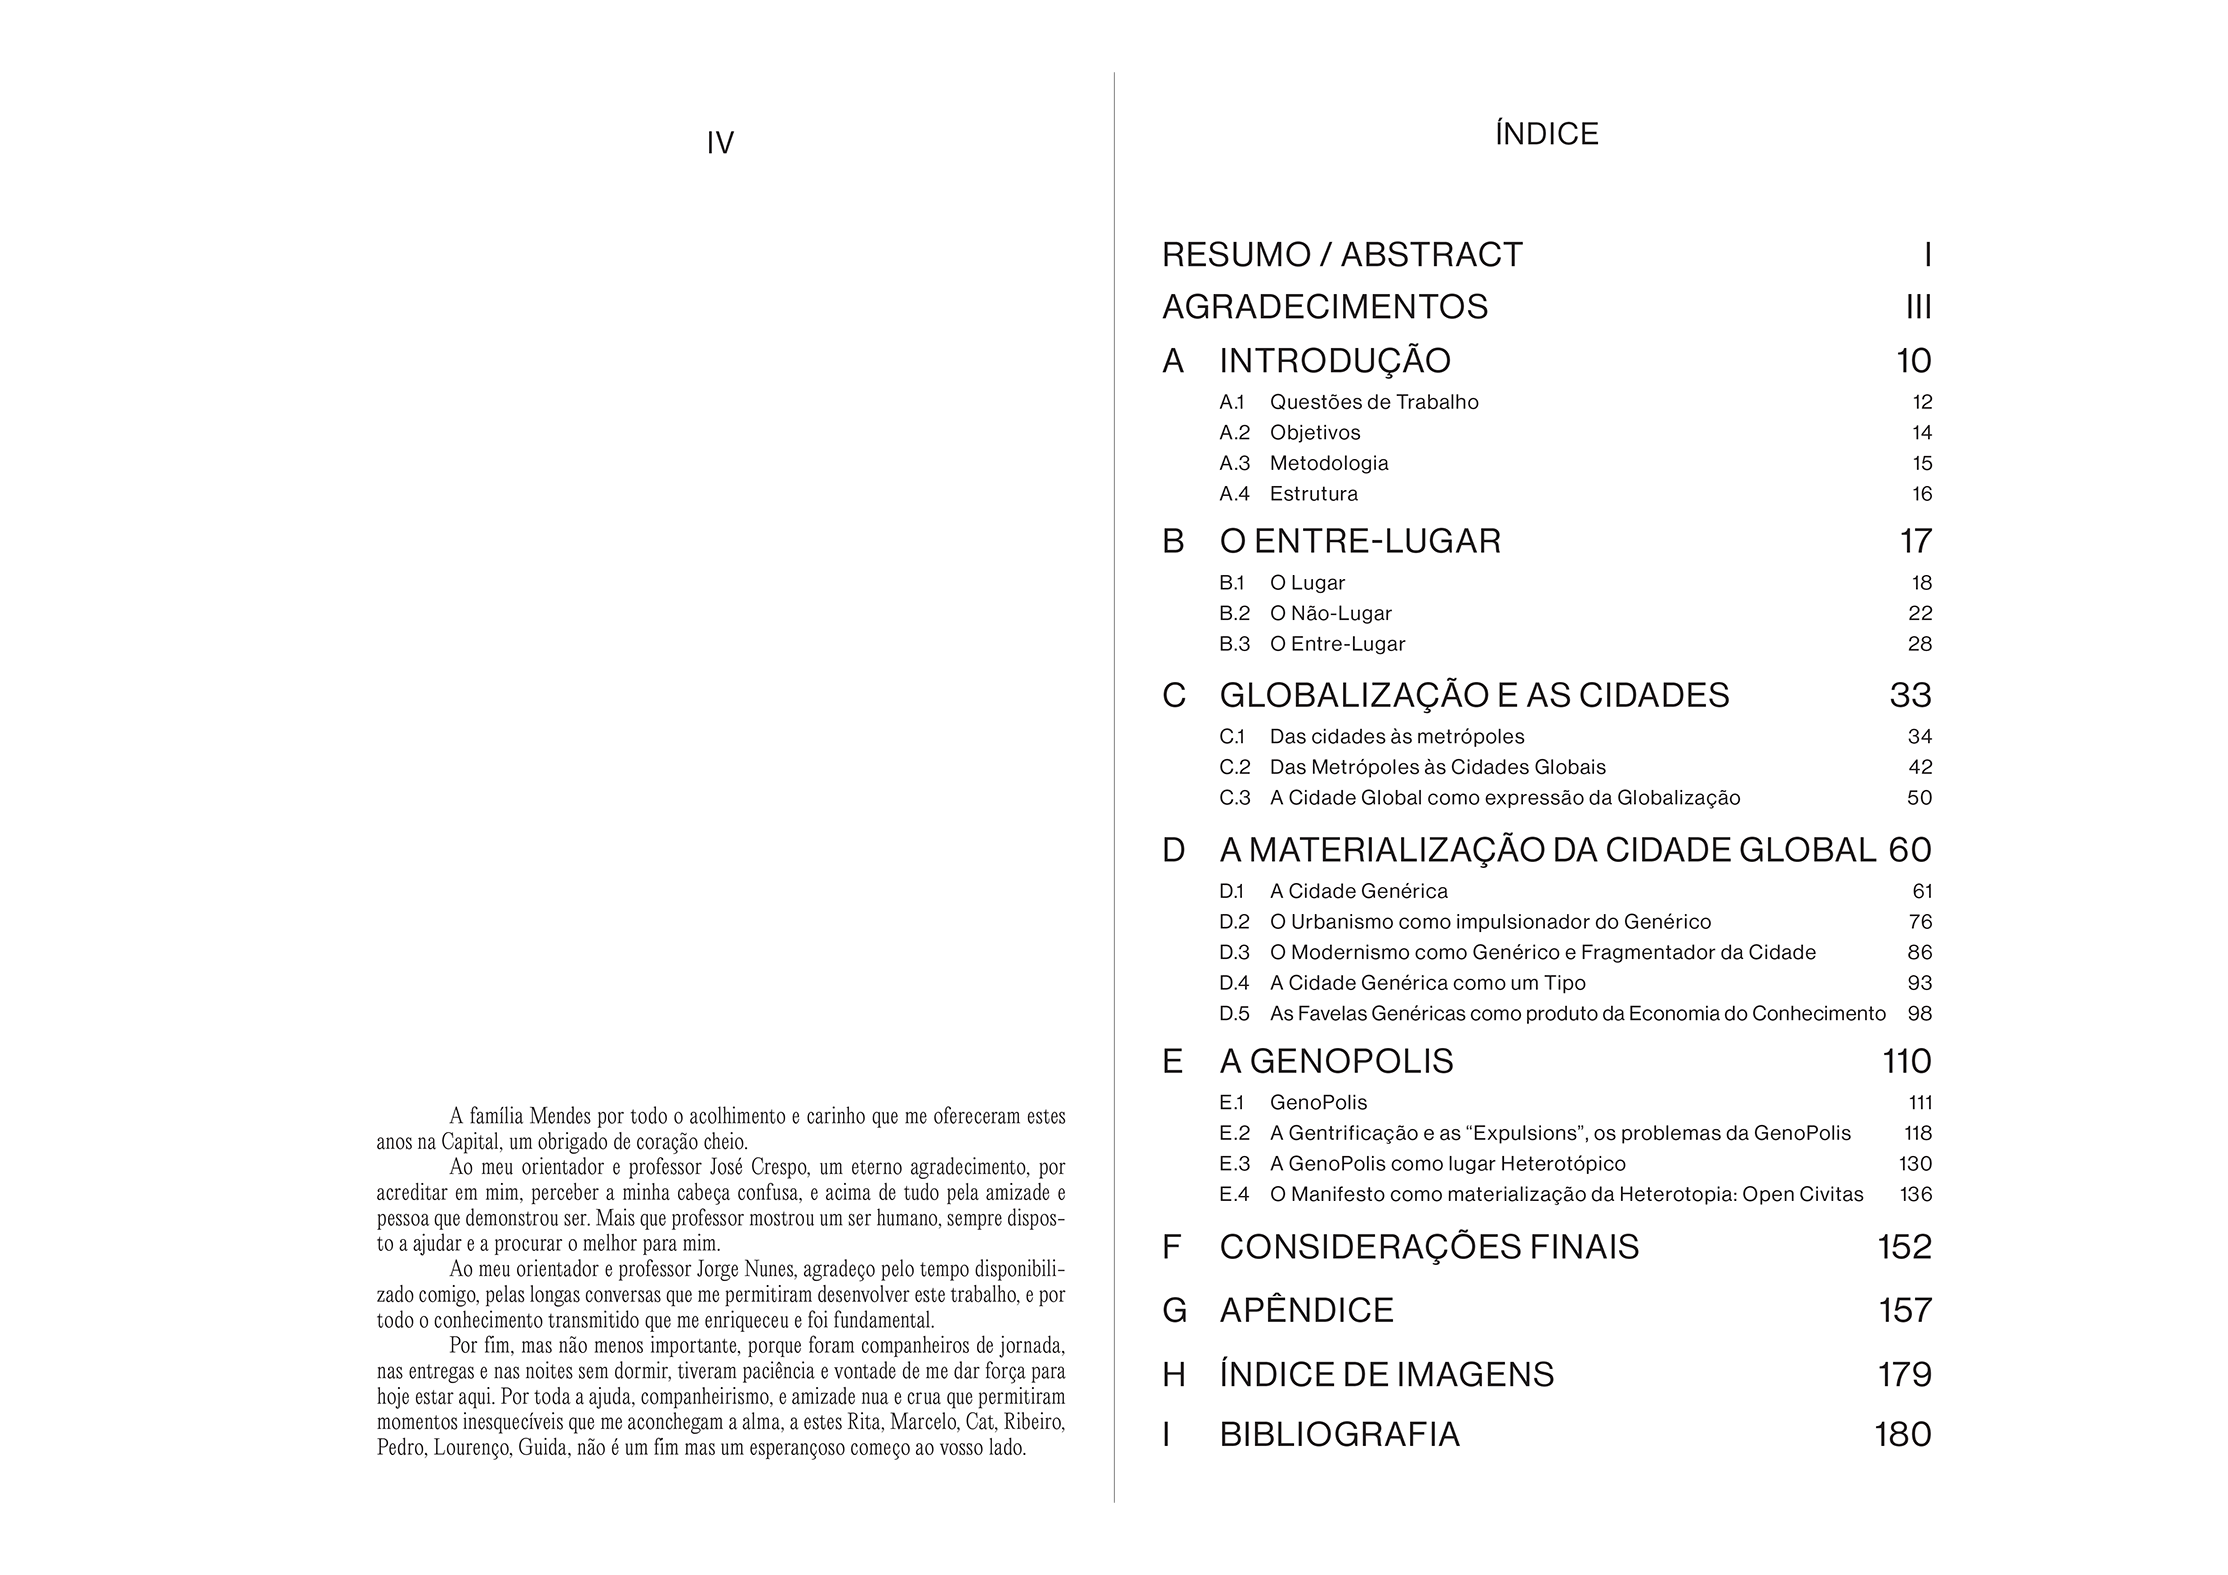 IV
A família Mendes por todo o acolhimento e carinho que me ofereceram estes
anos na Capital, um obrigado de coração cheio.
Ao meu orientador e professor José Crespo, um eterno agradecimento, por
acreditar em mim, perceber a minha cabeça confusa, e acima de tudo pela amizade e
pessoa que demonstrou ser. Mais que professor mostrou um ser humano, sempre dispos-
to a ajudar e a procurar o melhor para mim.
Ao meu orientador e professor Jorge Nunes, agradeço pelo tempo disponibili-
zado comigo, pelas longas conversas que me permitiram desenvolver este trabalho, e por
todo o conhecimento transmitido que me enriqueceu e foi fundamental.
Por fim, mas não menos importante, porque foram companheiros de jornada,
nas entregas e nas noites sem dormir, tiveram paciência e vontade de me dar força para
hoje estar aqui. Por toda a ajuda, companheirismo, e amizade nua e crua que permitiram
momentos inesquecíveis que me aconchegam a alma, a estes Rita, Marcelo, Cat, Ribeiro,
Pedro, Lourenço, Guida, não é um fim mas um esperançoso começo ao vosso lado.
ÍNDICE
RESUMO / ABSTRACT I
AGRADECIMENTOS III
A INTRODUÇÃO 10
A.1 Questões de Trabalho 12
A.2 Objetivos 14
A.3 Metodologia 15
A.4 Estrutura 16
B O ENTRE-LUGAR 17
B.1 O Lugar 18
B.2 O Não-Lugar 22
B.3 O Entre-Lugar 28
C GLOBALIZAÇÃO E AS CIDADES 33
C.1 Das cidades às metrópoles 34
C.2 Das Metrópoles às Cidades Globais 42
C.3 A Cidade Global como expressão da Globalização 50
D A MATERIALIZAÇÃO DA CIDADE GLOBAL 60
D.1 A Cidade Genérica 61
D.2 O Urbanismo como impulsionador do Genérico 76
D.3 O Modernismo como Genérico e Fragmentador da Cidade 86
D.4 A Cidade Genérica como um Tipo 93
D.5 As Favelas Genéricas como produto da Economia do Conhecimento 98
E A GENOPOLIS 110
E.1 GenoPolis 111
E.2 A Gentrificação e as “Expulsions”, os problemas da GenoPolis 118
E.3 A GenoPolis como lugar Heterotópico 130
E.4 O Manifesto como materialização da Heterotopia: Open Civitas 136
F CONSIDERAÇÕES FINAIS 152
G APÊNDICE 157
H ÍNDICE DE IMAGENS 179
I BIBLIOGRAFIA 180